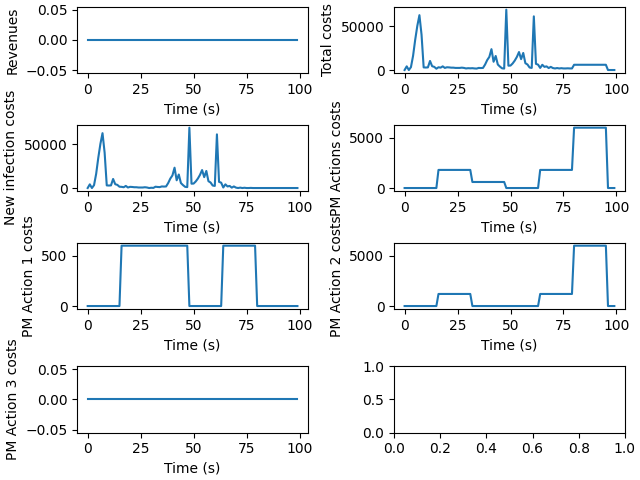 Revenues
0.05
0.00
−0.05
0 25 50 75 100
Time (s)
Total costs
50000
0
0 25 50 75 100
Time (s)
New infection costs
50000
0
0 25 50 75 100
Time (s)
PM Actions costs
5000
0
0 25 50 75 100
Time (s)
PM Action 1 costs
500
0
0 25 50 75 100
Time (s)
PM Action 2 costs
5000
0
0 25 50 75 100
Time (s)
PM Action 3 costs
0.05
0.00
−0.05
0 25 50 75 100
Time (s)
1.0
0.5
0.0
0.0 0.2 0.4 0.6 0.8 1.0